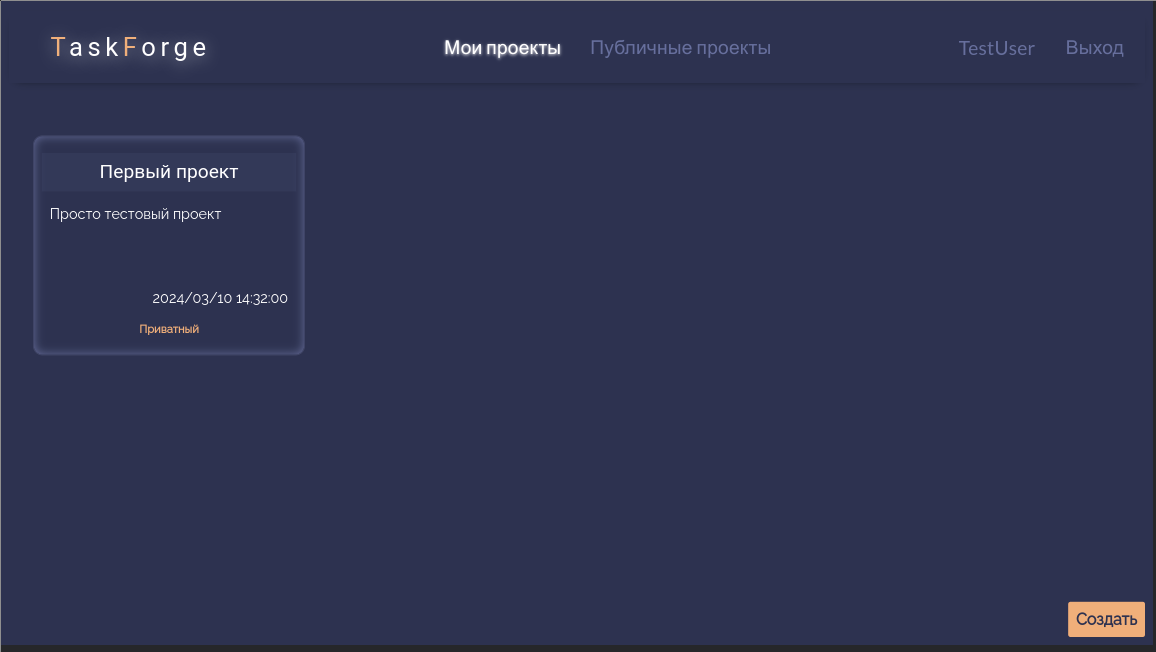 TaskForge
Мои проекты
Публичные проекты
TestUser
Выход
Первый проект
Просто тестовый проект
2024/03/10 14:32:00
Приватный
Создать